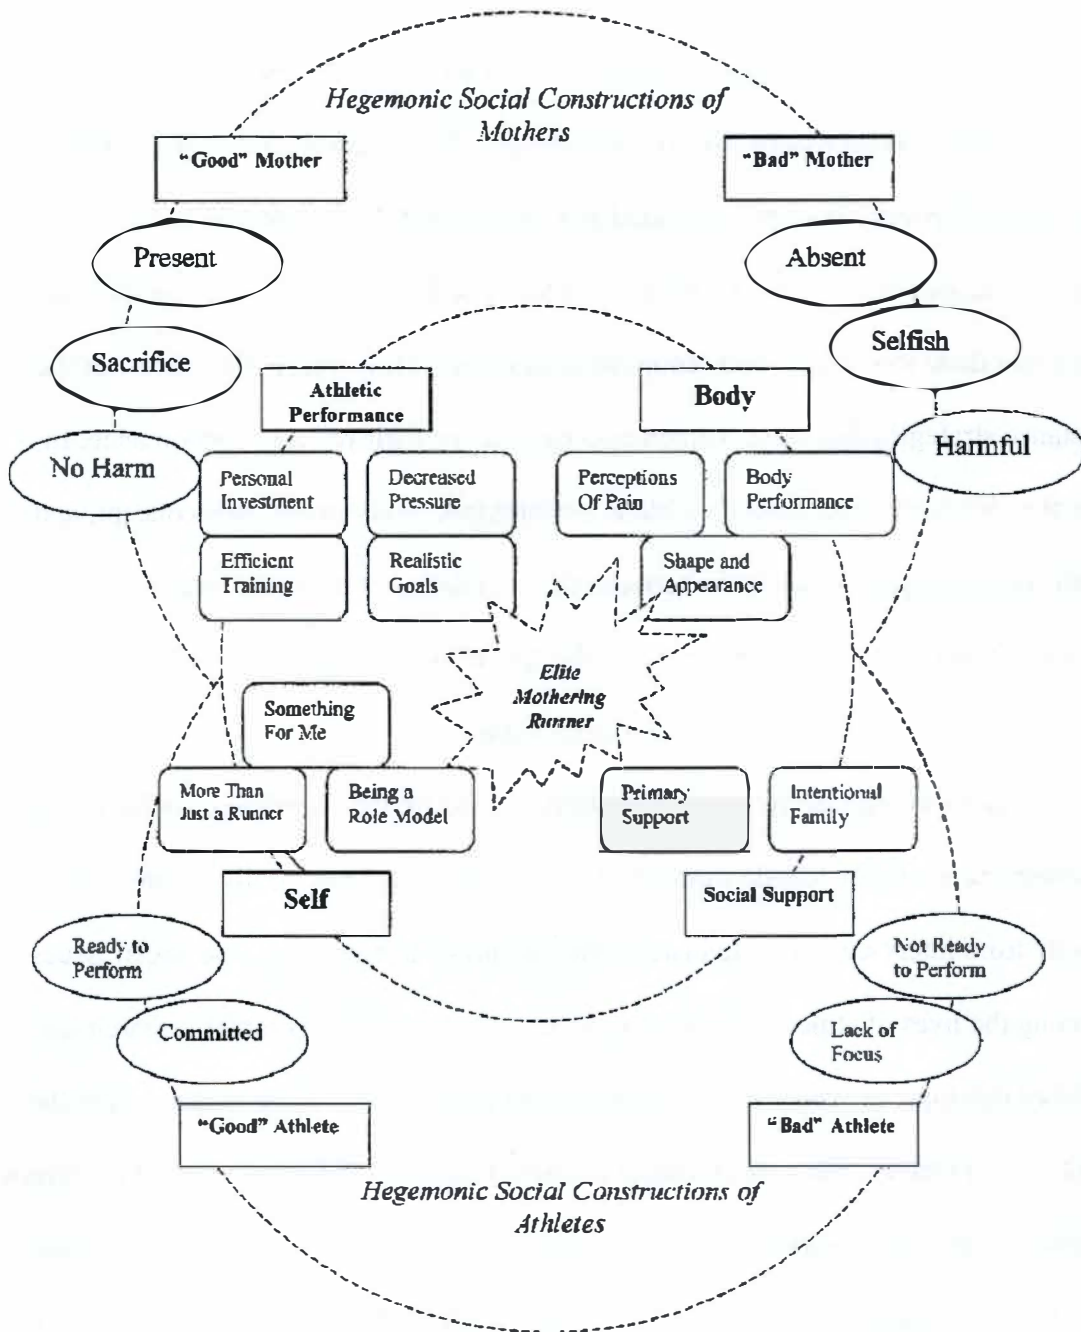 Hegemonic Social Constructions of
Mothers
"Good" Mother
"Bad" Mother
Present
Absent
Sacrifice
Selfish
No Harm
Harmful
Athletic
Performance
Body
Personal
Investment
Decreased
Pressure
Perceptions
Of Pain
Body
Performance
Efficient
Training
Realistic
Goals
Shape and
Appearance
Elite
Mothering
Runner
Something
For Me
More Than
Just a Runner
Being a
Role Model
Primary
Support
Intentional
Family
Self
Social Support
Ready to
Perform
Not Ready
to Perform
Committed
Lack of
Focus
"Good" Athlete
"Bad" Athlete
Hegemonic Social Constructions of
Athletes